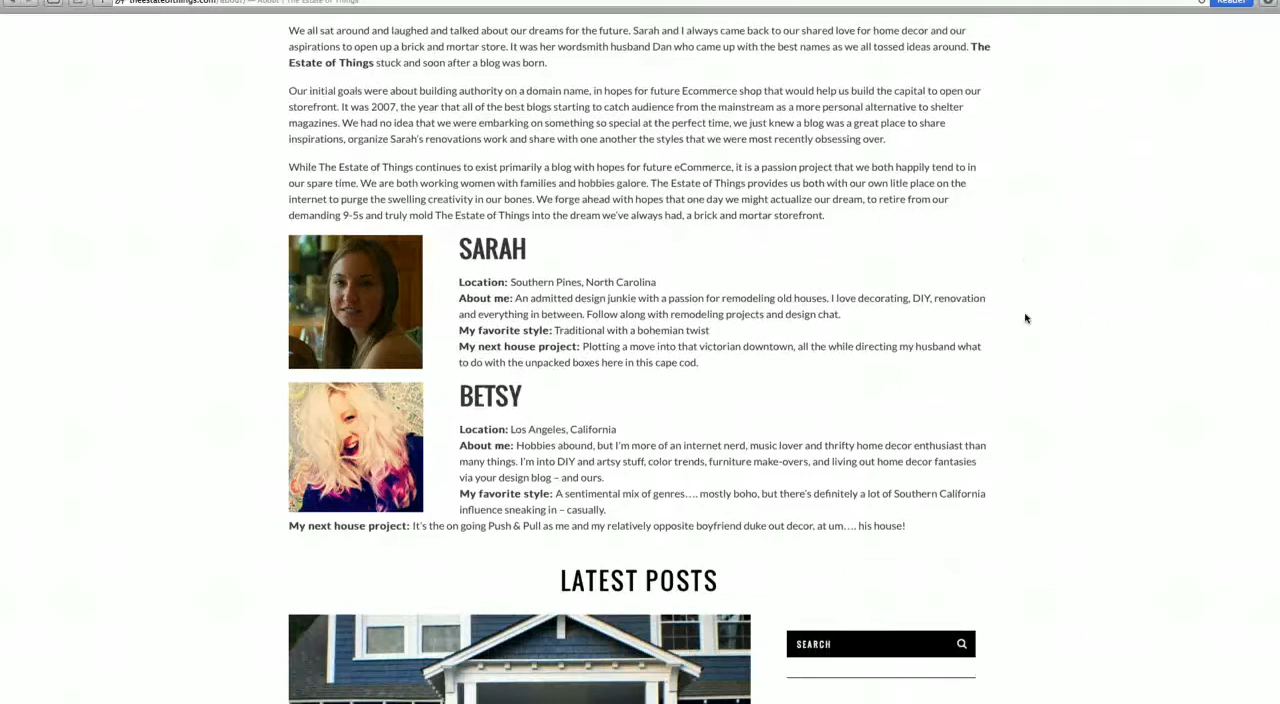 theestateofthings.com/about/ — About | The Estate of Things
Reader
We all sat around and laughed and talked about our dreams for the future. Sarah and I always came back to our shared love for home decor and our
aspirations to open up a brick and mortar store. It was her wordsmith husband Dan who came up with the best names as we all tossed ideas around. The
Estate of Things stuck and soon after a blog was born.
Our initial goals were about building authority on a domain name, in hopes for future Ecommerce shop that would help us build the capital to open our
storefront. It was 2007, the year that all of the best blogs starting to catch audience from the mainstream as a more personal alternative to shelter
magazines. We had no idea that we were embarking on something so special at the perfect time, we just knew a blog was a great place to share
inspirations, organize Sarah's renovations work and share with one another the styles that we were most recently obsessing over.
While The Estate of Things continues to exist primarily a blog with hopes for future eCommerce, it is a passion project that we both happily tend to in
our spare time. We are both working women with families and hobbies galore. The Estate of Things provides us both with our own litle place on the
internet to purge the swelling creativity in our bones. We forge ahead with hopes that one day we might actualize our dream, to retire from our
demanding 9-5s and truly mold The Estate of Things into the dream we've always had, a brick and mortar storefront.
SARAH
Location: Southern Pines, North Carolina
About me: An admitted design junkie with a passion for remodeling old houses. I love decorating, DIY, renovation
and everything in between. Follow along with remodeling projects and design chat.
My favorite style: Traditional with a bohemian twist
My next house project: Plotting a move into that victorian downtown, all the while directing my husband what
to do with the unpacked boxes here in this cape cod.
BETSY
Location: Los Angeles, California
About me: Hobbies abound, but I'm more of an internet nerd, music lover and thrifty home decor enthusiast than
many things. I'm into DIY and artsy stuff, color trends, furniture make-overs, and living out home decor fantasies
via your design blog – and ours.
My favorite style: A sentimental mix of genres…. mostly boho, but there's definitely a lot of Southern California
influence sneaking in – casually.
My next house project: It's the on going Push & Pull as me and my relatively opposite boyfriend duke out decor, at um…. his house!
LATEST POSTS
SEARCH